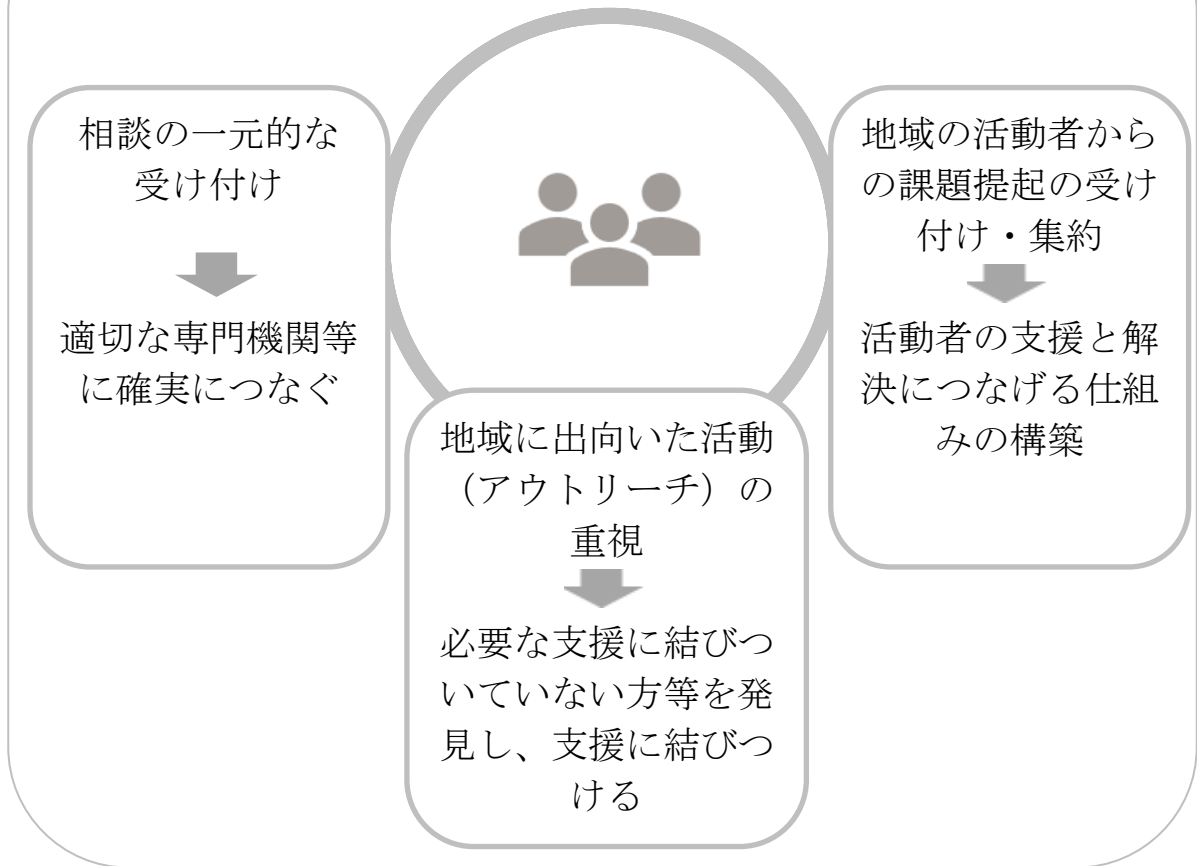 相談の一元的な
受け付け
適切な専門機関等
に確実につなぐ
地域に出向いた活動
（アウトリーチ）の
重視
必要な支援に結びつ
いていない方等を発
見し、支援に結びつ
ける
地域の活動者から
の課題提起の受け
付け・集約
活動者の支援と解
決につなげる仕組
みの構築